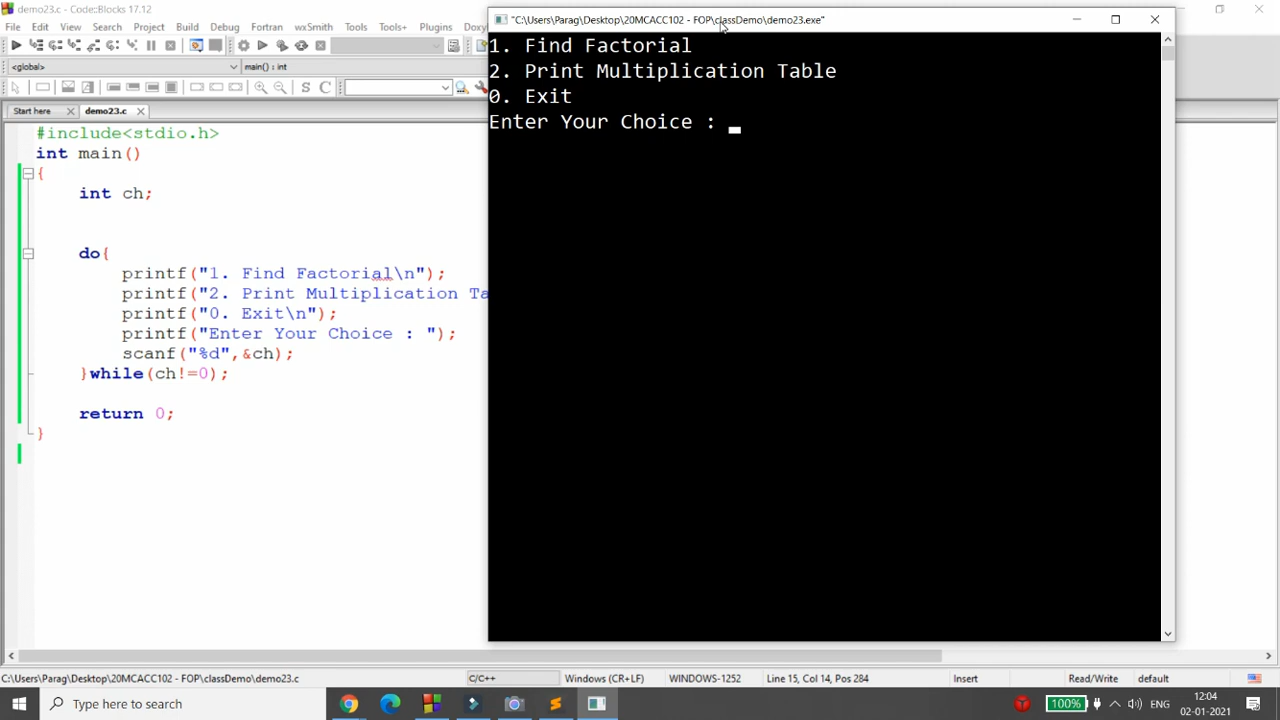 demo23.c - Code::Blocks 17.12
File Edit View Search Project Build Debug Fortran wxSmith Tools Tools+ Plugins Doxy
<global>
main() : int
S C
Start here
demo23.c
#include<stdio.h>
int main()
{
int ch;
do{
printf("1. Find Factorial\n");
printf("2. Print Multiplication Ta
printf("0. Exit\n");
printf("Enter Your Choice : ");
scanf("%d",&ch);
}while(ch!=0);
return 0;
}
"C:\Users\Parag\Desktop\20MCACC102 - FOP\classDemo\demo23.exe"
1. Find Factorial
2. Print Multiplication Table
0. Exit
Enter Your Choice :
C:\Users\Parag\Desktop\20MCACC102 - FOP\classDemo\demo23.c C/C++ Windows (CR+LF) WINDOWS-1252 Line 15, Col 14, Pos 284 Insert Read/Write default
Type here to search
100%
ENG
12:04
02-01-2021